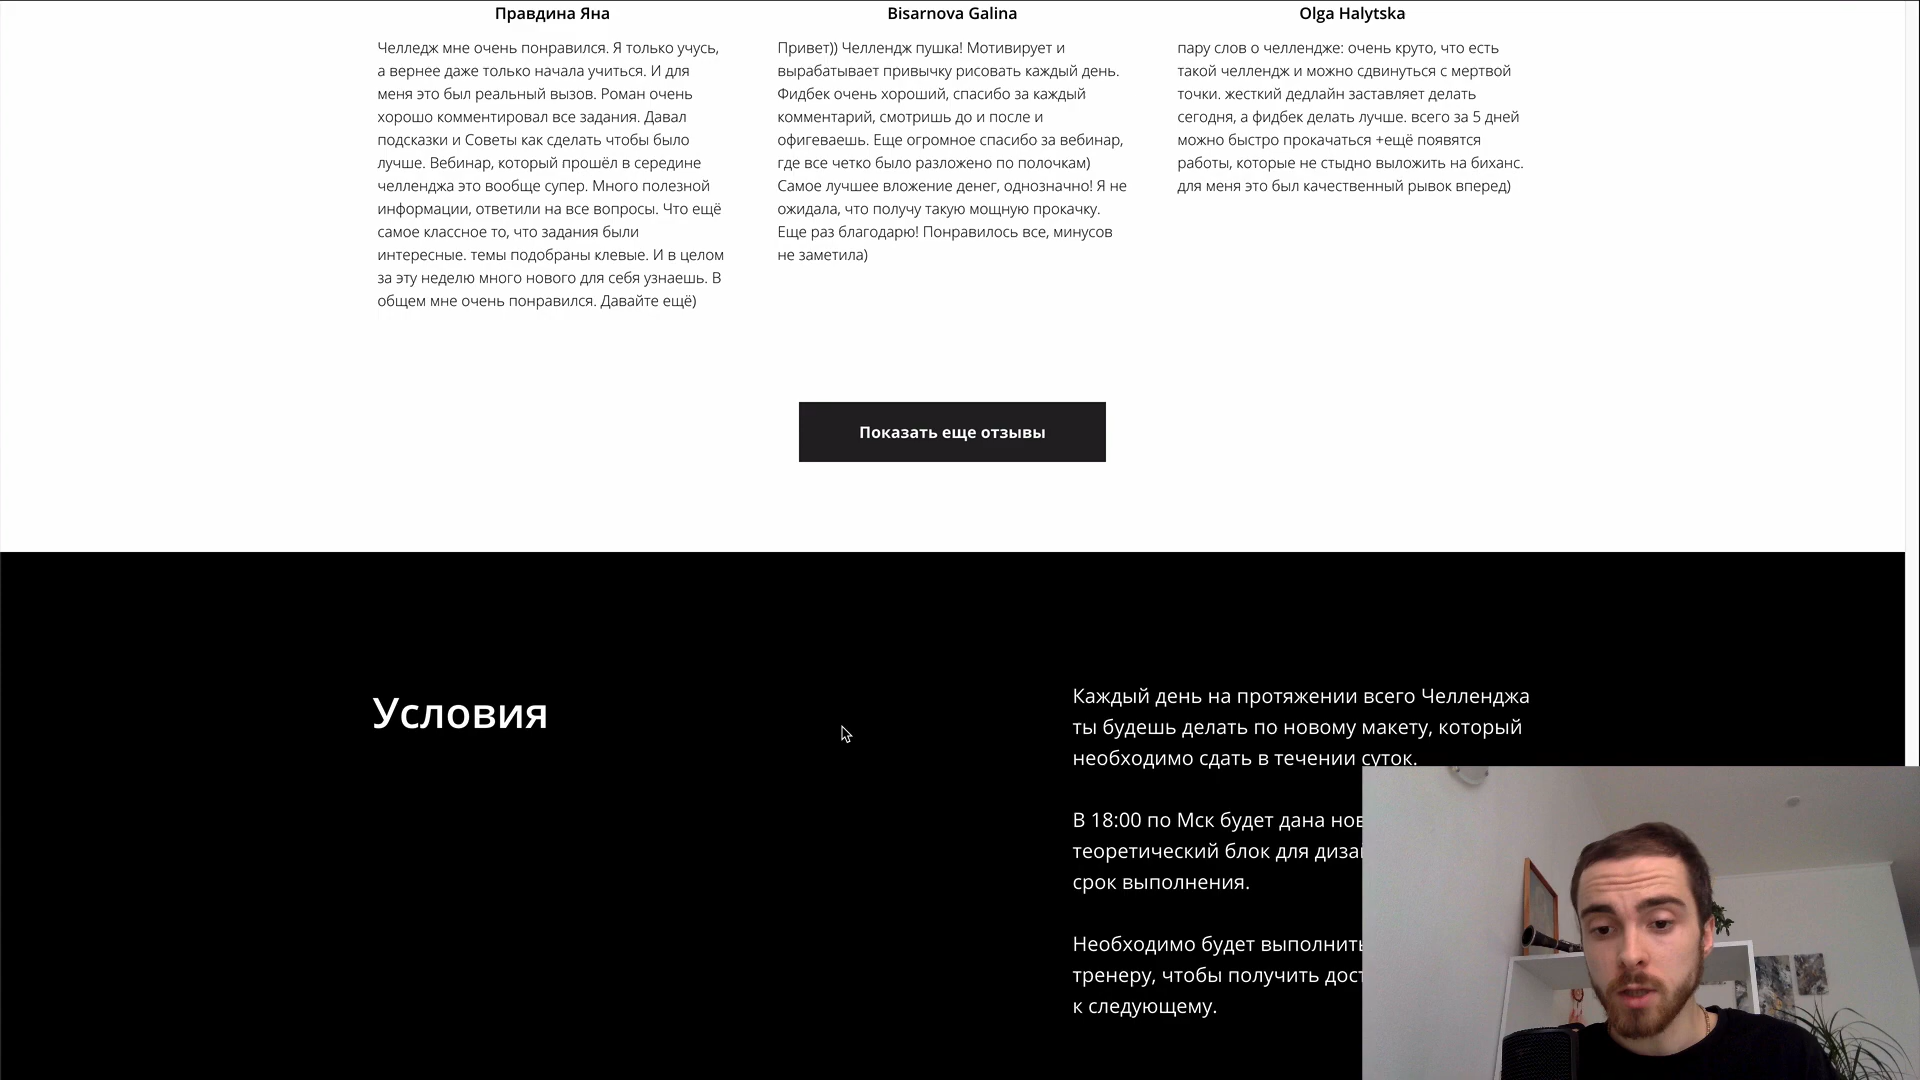 Правдина Яна
Челледж мне очень понравился. Я только учусь,
а вернее даже только начала учиться. И для
меня это был реальный вызов. Роман очень
хорошо комментировал все задания. Давал
подсказки и Советы как сделать чтобы было
лучше. Вебинар, который прошёл в середине
челленджа это вообще супер. Много полезной
информации, ответили на все вопросы. Что ещё
самое классное то, что задания были
интересные. темы подобраны клевые. И в целом
за эту неделю много нового для себя узнаешь. В
общем мне очень понравился. Давайте ещё)
Bisarnova Galina
Привет)) Челлендж пушка! Мотивирует и
вырабатывает привычку рисовать каждый день.
Фидбек очень хороший, спасибо за каждый
комментарий, смотришь до и после и
офигеваешь. Еще огромное спасибо за вебинар,
где все четко было разложено по полочкам)
Самое лучшее вложение денег, однозначно! Я не
ожидала, что получу такую мощную прокачку.
Еще раз благодарю! Понравилось все, минусов
не заметила)
Olga Halytska
пару слов о челлендже: очень круто, что есть
такой челлендж и можно сдвинуться с мертвой
точки. жесткий дедлайн заставляет делать
сегодня, а фидбек делать лучше. всего за 5 дней
можно быстро прокачаться +ещё появятся
работы, которые не стыдно выложить на биханс.
для меня это был качественный рывок вперед)
Показать еще отзывы
Условия
Каждый день на протяжении всего Челленджа
ты будешь делать по новому макету, который
необходимо сдать в течении суток.
В 18:00 по Мск будет дана
теоретический блок для
срок выполнения.
Необходимо будет выполнить
тренеру, чтобы получить
к следующему.